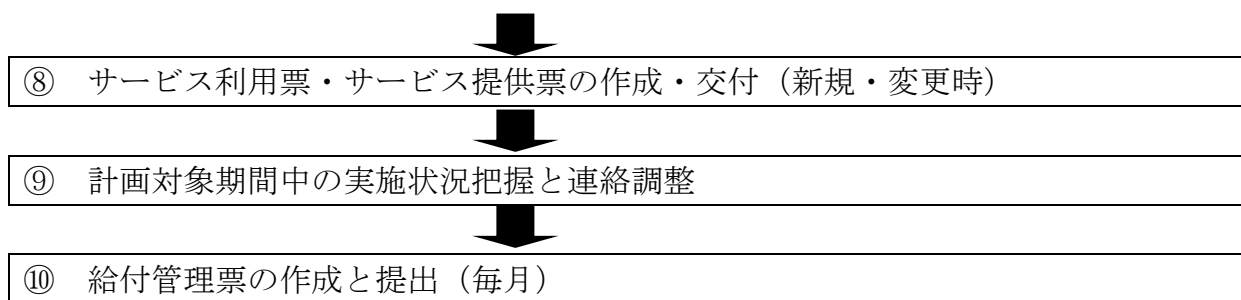 ⑧ サービス利用票・サービス提供票の作成・交付（新規・変更時）
⑨ 計画対象期間中の実施状況把握と連絡調整
⑩ 給付管理票の作成と提出（毎月）